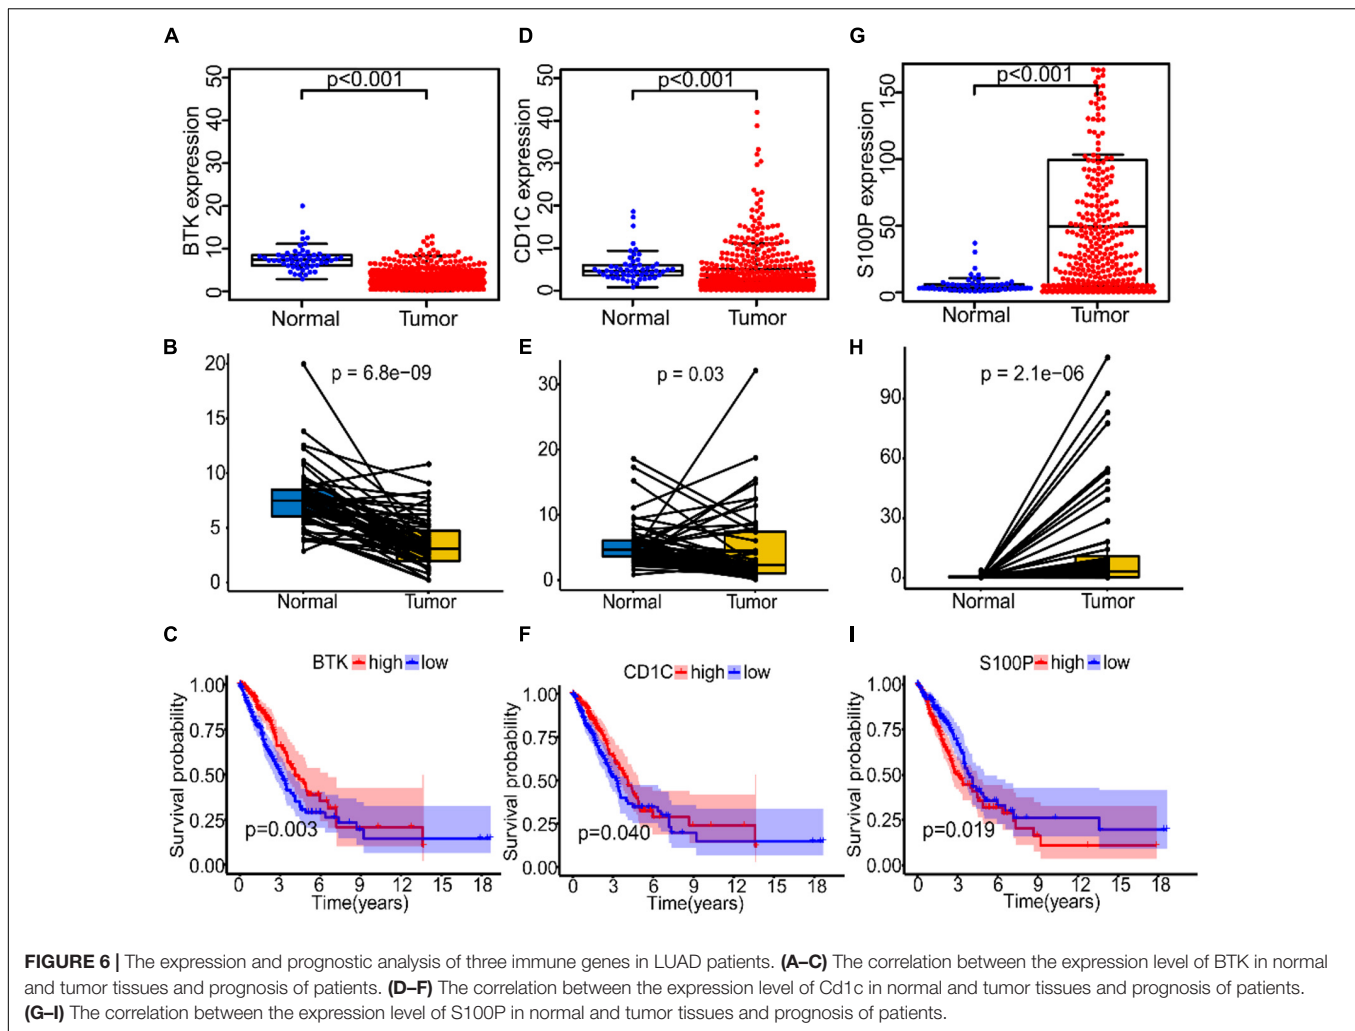 A
D
G
50
40
30
20
10
0
BTK expression
p<0.001
Normal Tumor
50
40
30
20
10
0
CD1C expression
p<0.001
Normal Tumor
150
100
50
0
S100P expression
p<0.001
Normal Tumor
B
E
H
20
15
10
5
0
p = 6.8e−09
Normal Tumor
30
20
10
0
p = 0.03
Normal Tumor
90
60
30
0
p = 2.1e−06
Normal Tumor
C
F
I
BTK high low
1.00
0.75
0.50
0.25
0.00
Survival probability
p=0.003
0 3 6 9 12 15 18
Time(years)
CD1C high low
1.00
0.75
0.50
0.25
0.00
Survival probability
p=0.040
0 3 6 9 12 15 18
Time(years)
S100P high low
1.00
0.75
0.50
0.25
0.00
Survival probability
p=0.019
0 3 6 9 12 15 18
Time(years)
FIGURE 6 | The expression and prognostic analysis of three immune genes in LUAD patients. (A–C) The correlation between the expression level of BTK in normal
and tumor tissues and prognosis of patients. (D–F) The correlation between the expression level of Cd1c in normal and tumor tissues and prognosis of patients.
(G–I) The correlation between the expression level of S100P in normal and tumor tissues and prognosis of patients.